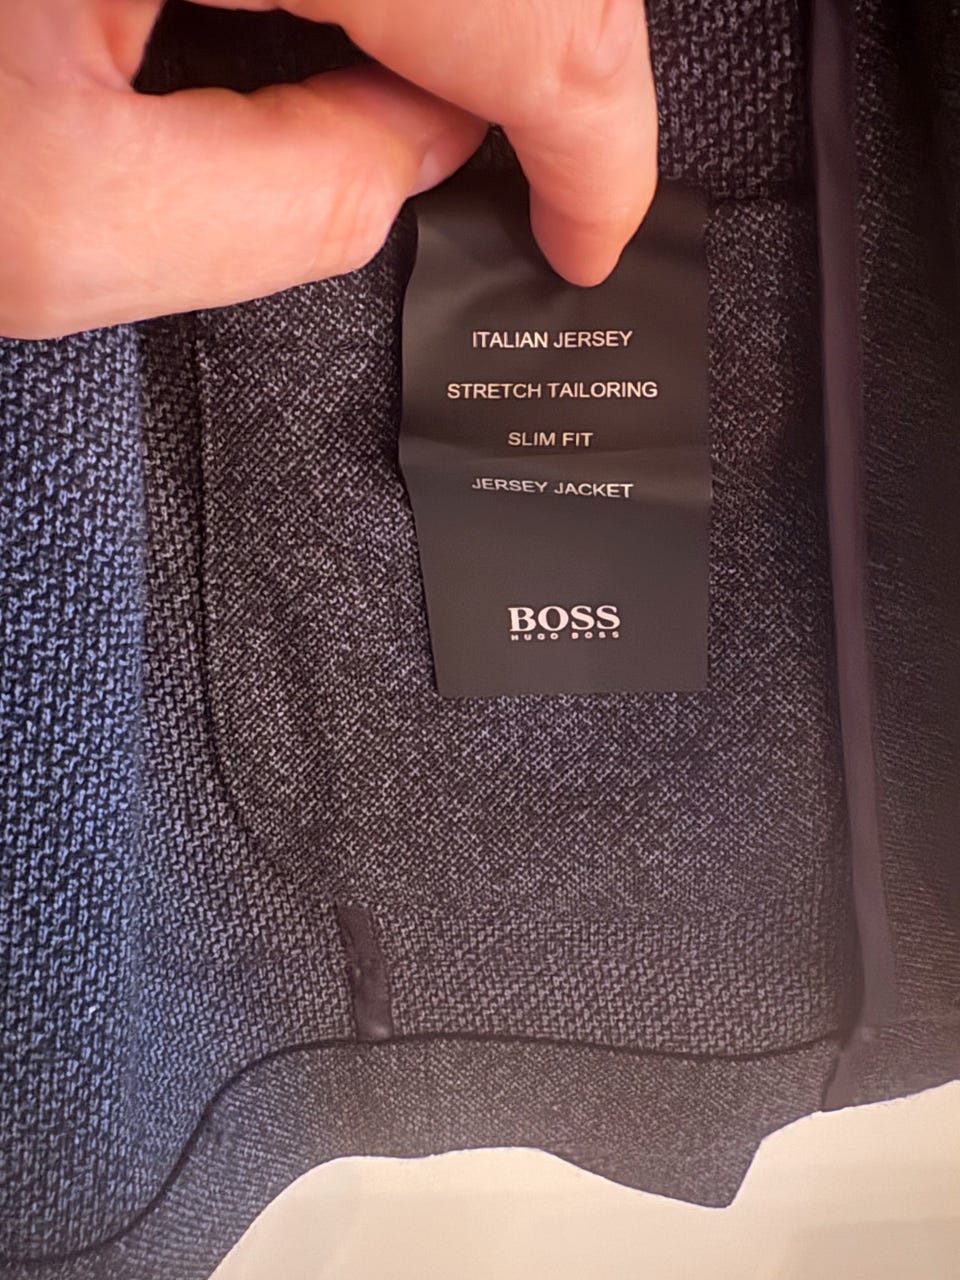 ITALIAN JERSEY
STRETCH TAILORING
SLIM FIT
JERSEY JACKET
BOSS
HUGO BOSS